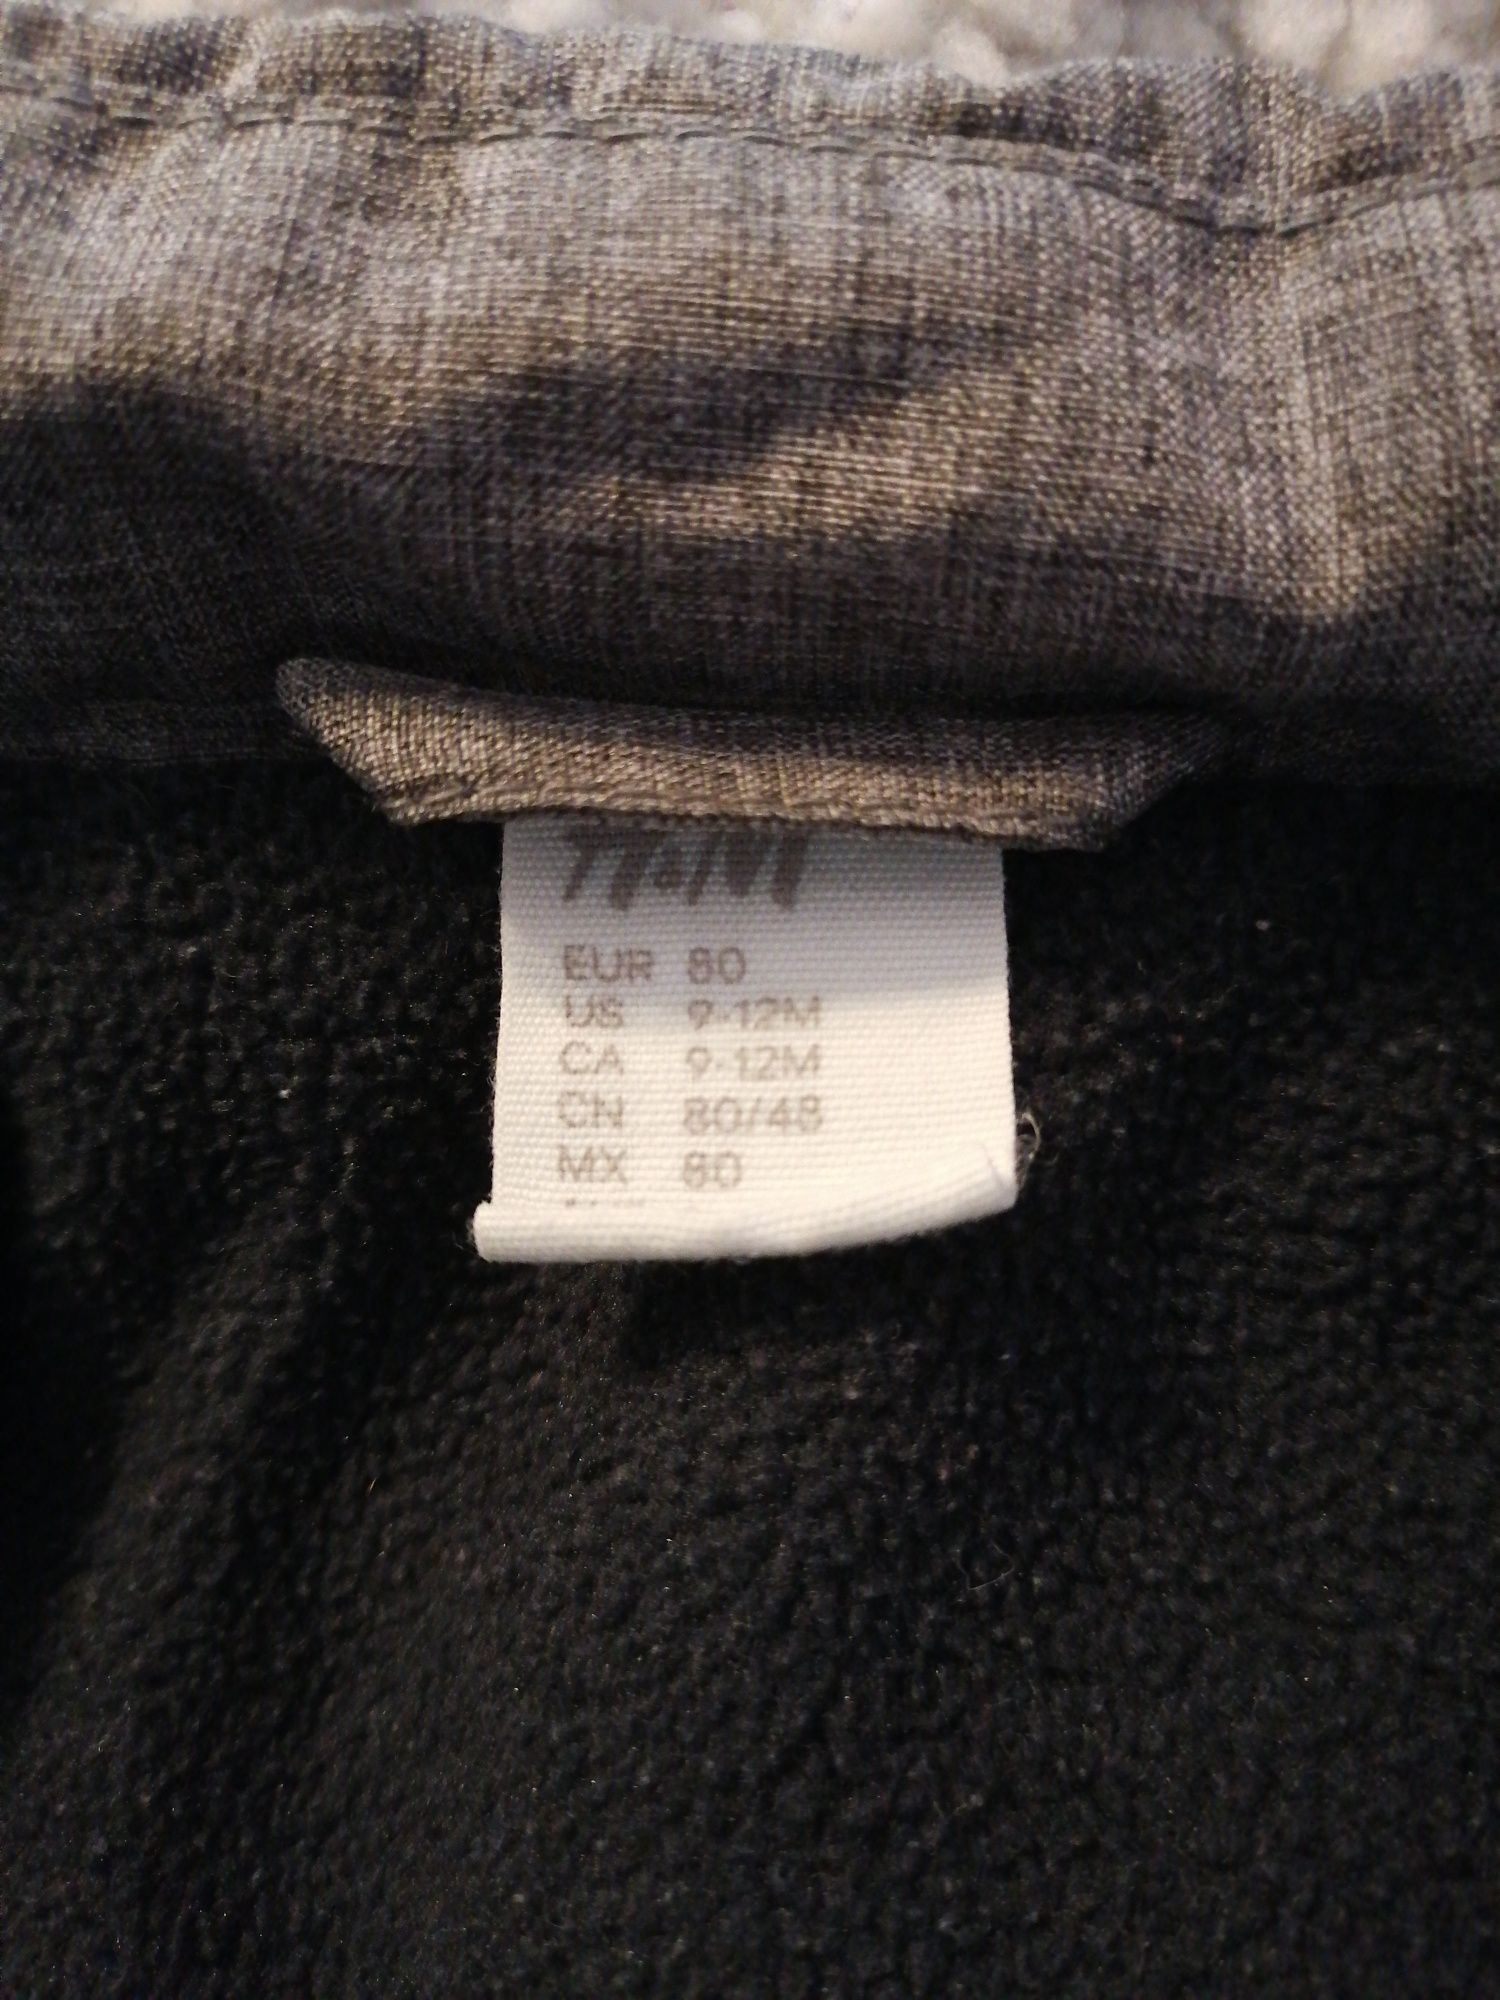 H&M
EUR 80
US 9-12M
CA 9-12M
CN 80/48
MX 80